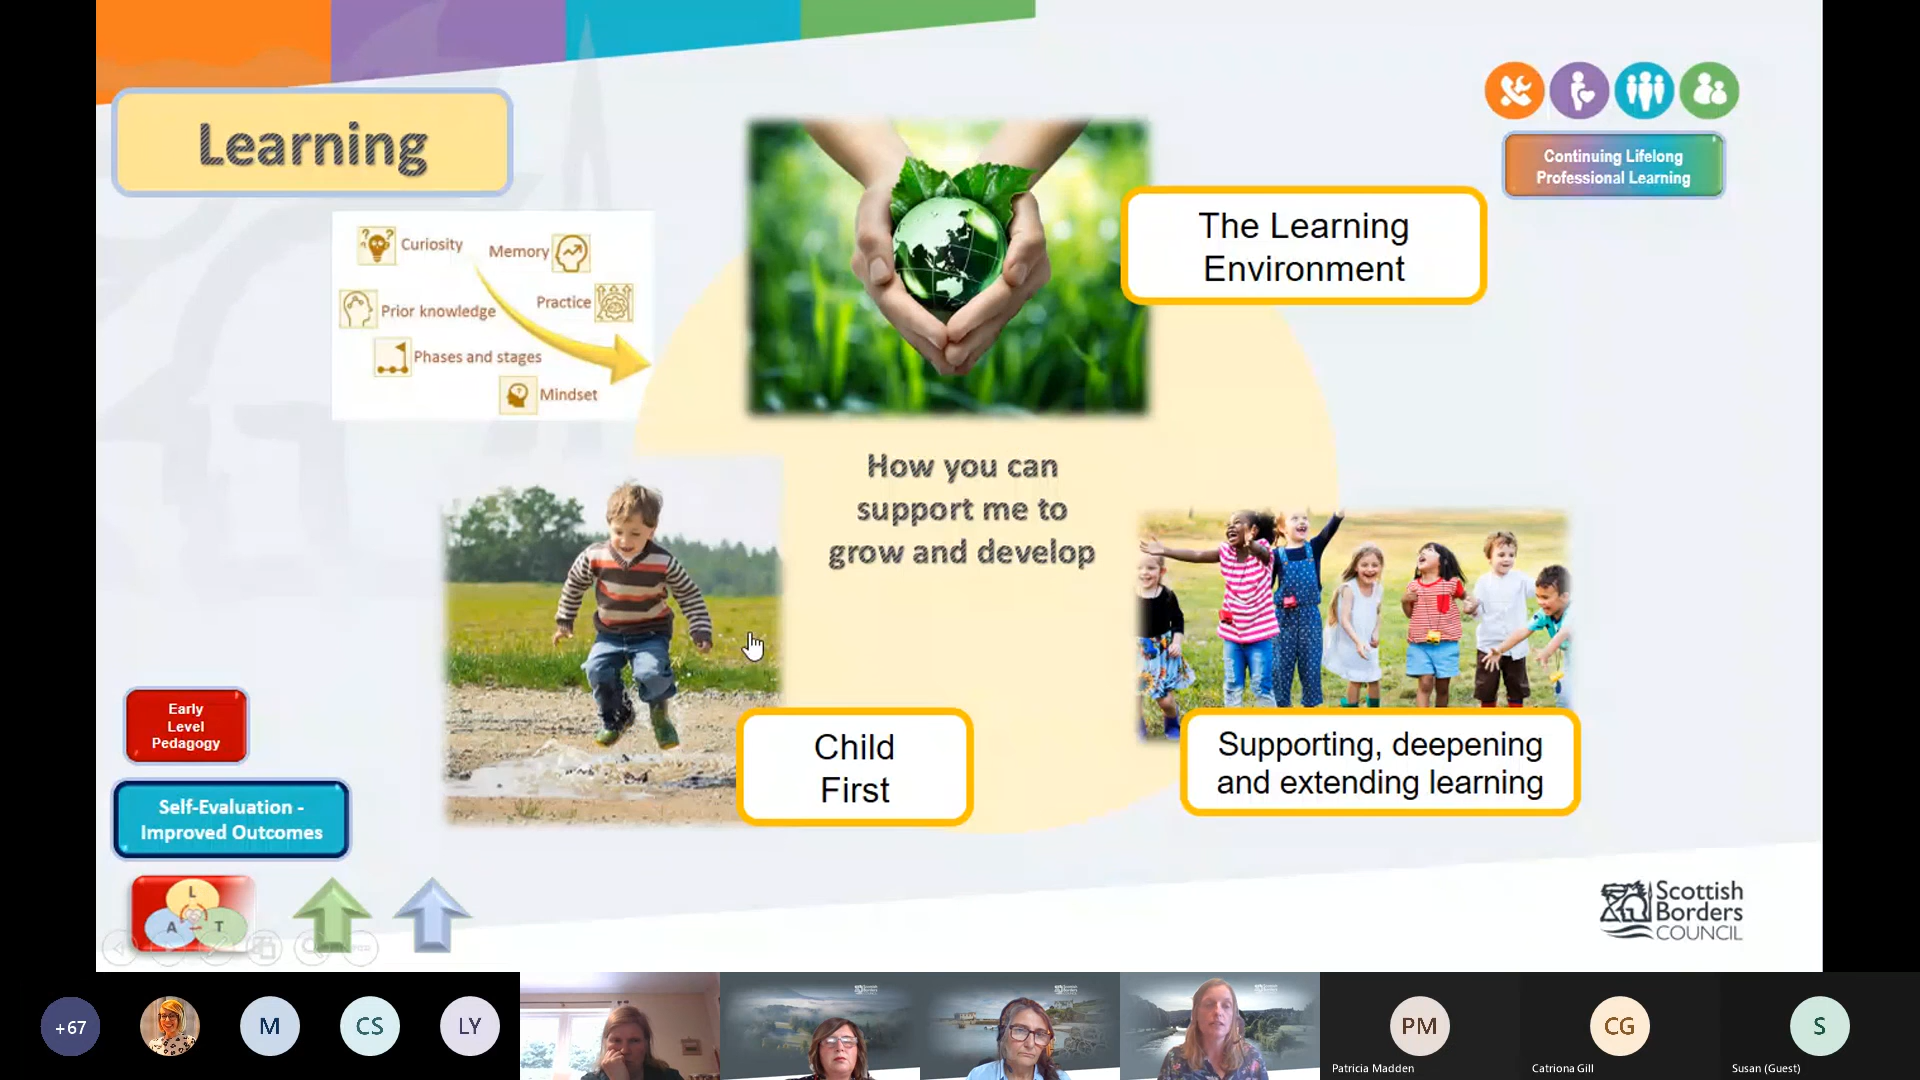 Learning
Continuing Lifelong
Professional Learning
The Learning
Environment
Curiosity
Memory
Practice
Prior knowledge
Phases and stages
Mindset
How you can
support me to
grow and develop
Child
First
Supporting, deepening
and extending learning
Early
Level
Pedagogy
Self-Evaluation -
Improved Outcomes
L
A
T
Scottish
Borders
COUNCIL
+67
M
CS
LY
PM
Patricia Madden
CG
Catriona Gill
S
Susan (Guest)